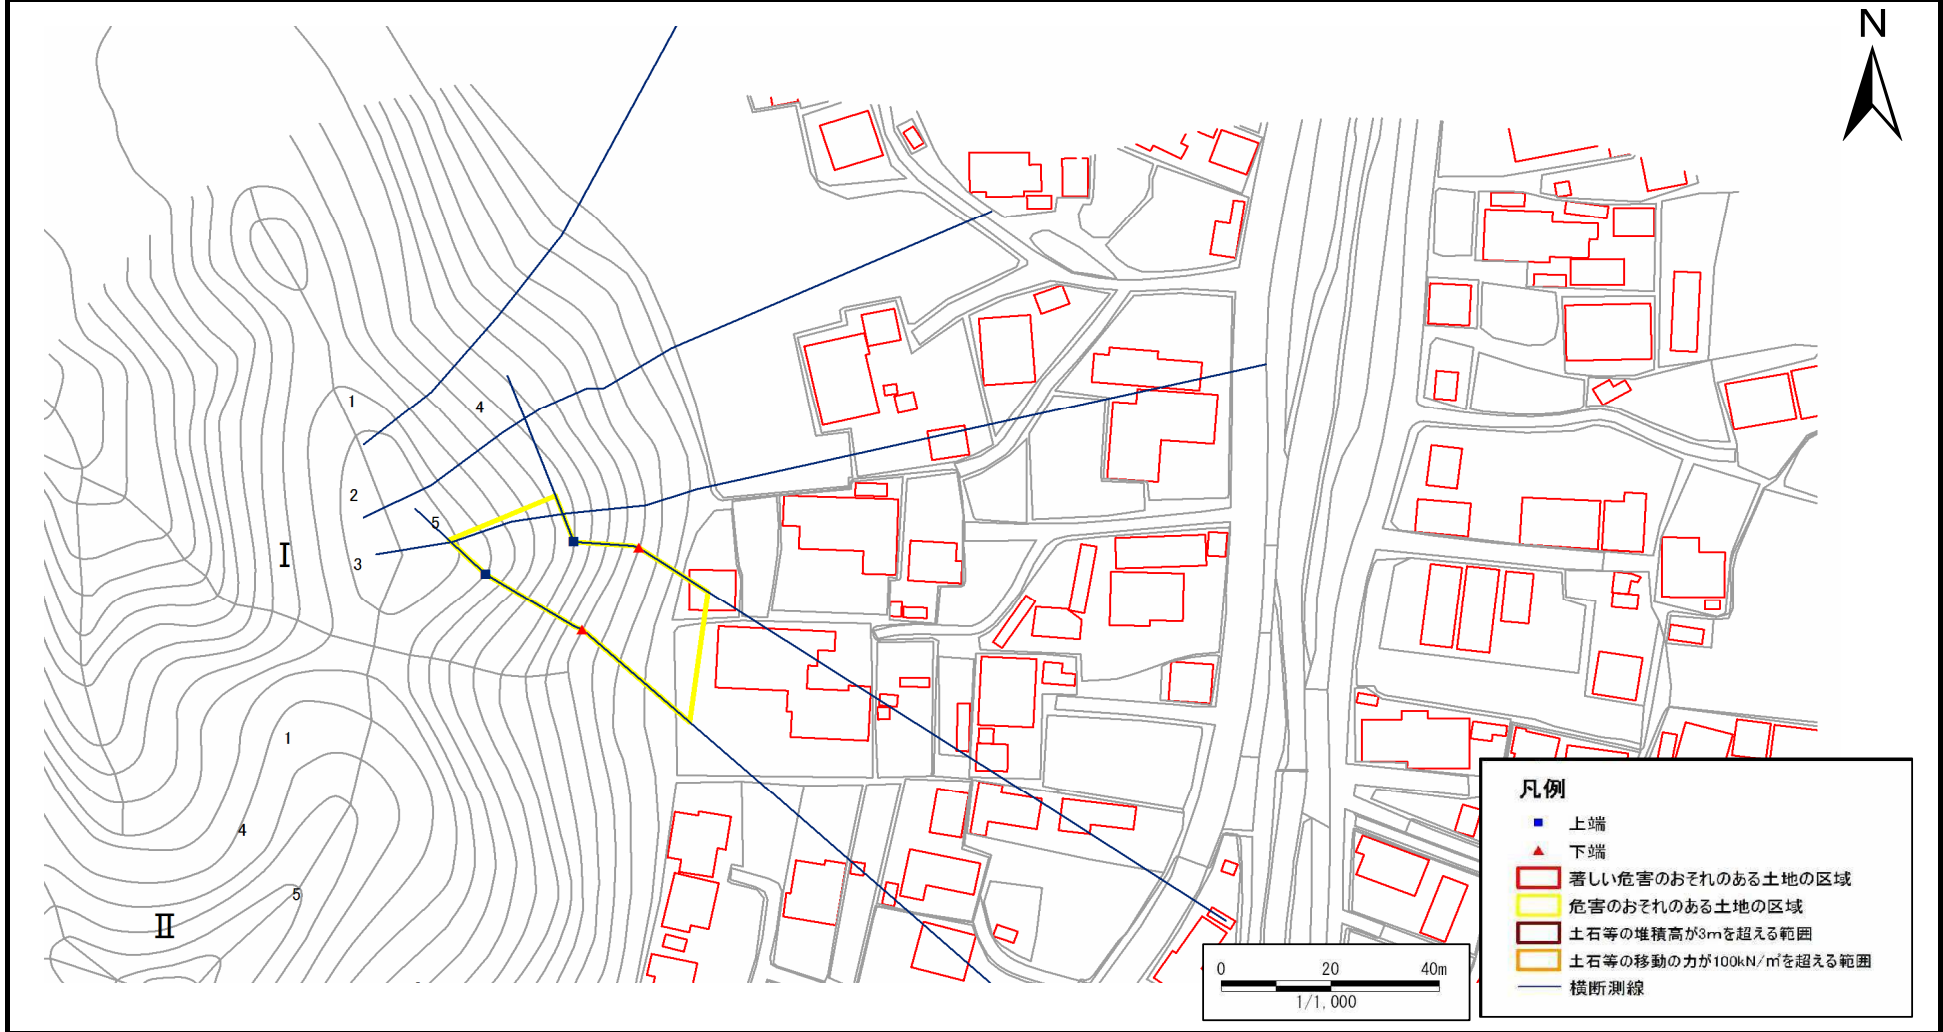 N
1
4
2
5
3
I
1
4
5
II
凡例
上端
下端
著しい危害のおそれのある土地の区域
危害のおそれのある土地の区域
土石等の堆積高が3mを超える範囲
土石等の移動の力が100kN/㎡を超える範囲
横断測線
0 20 40m
1/1,000